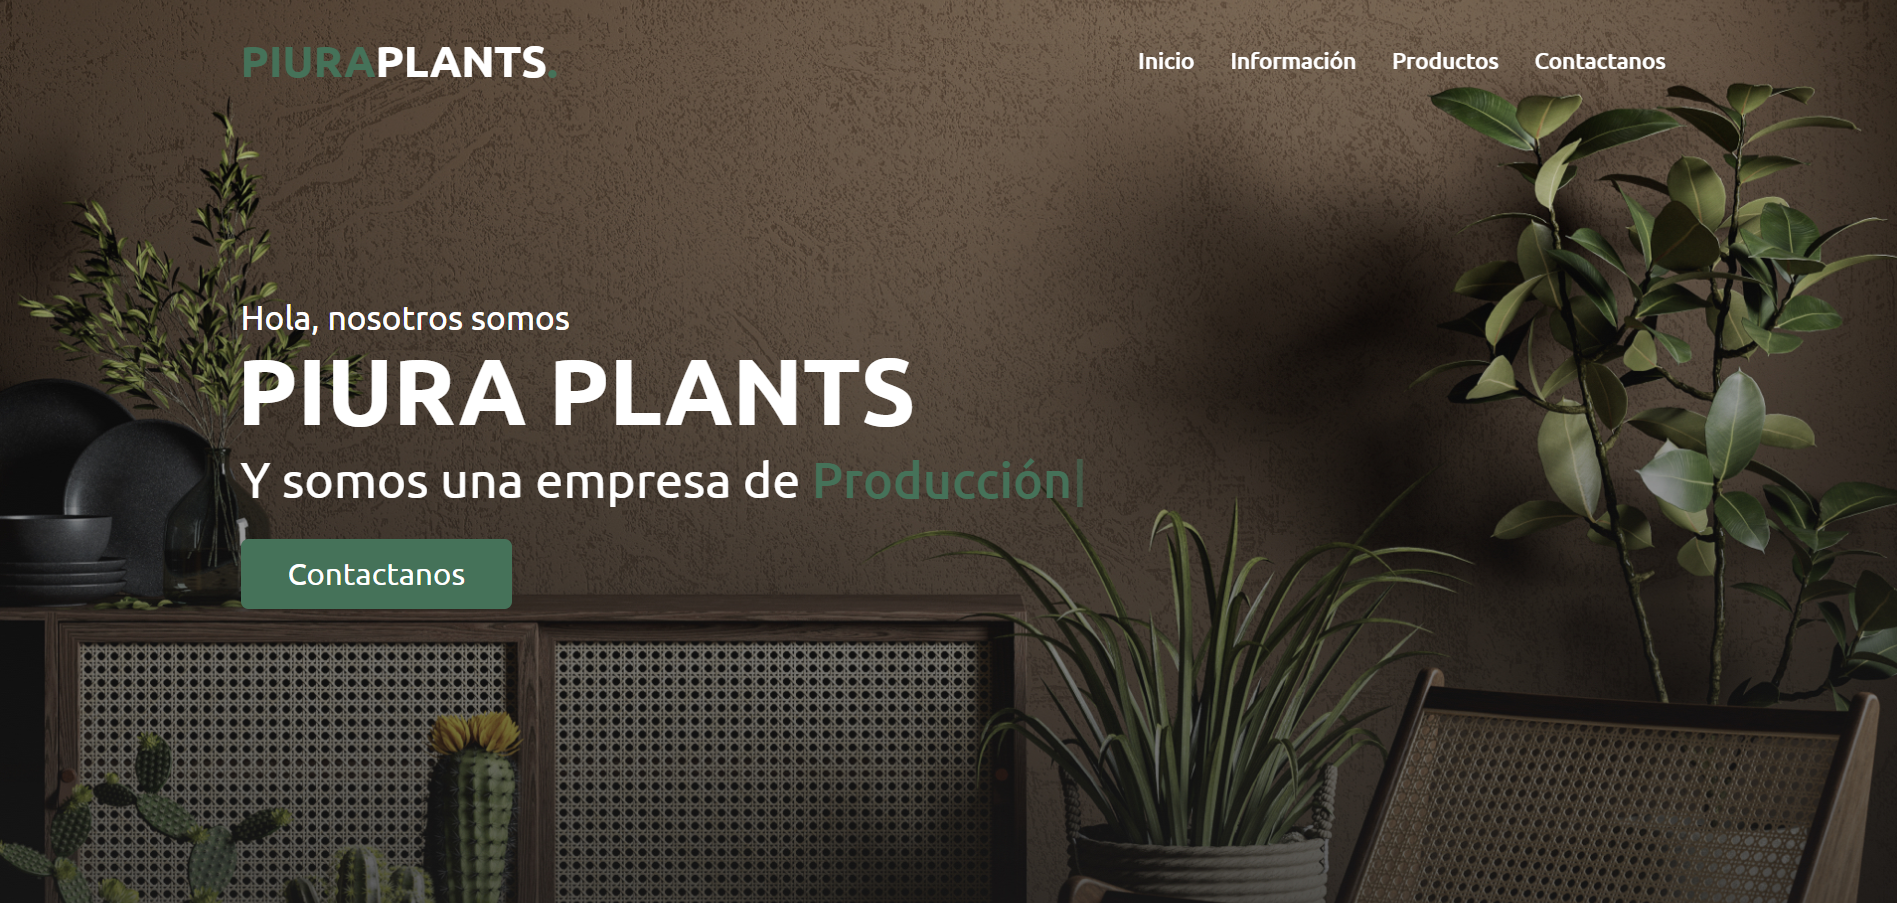 PIURAPLANTS.
Inicio Información Productos Contactanos
Hola, nosotros somos
PIURA PLANTS
Y somos una empresa de Producción|
Contactanos